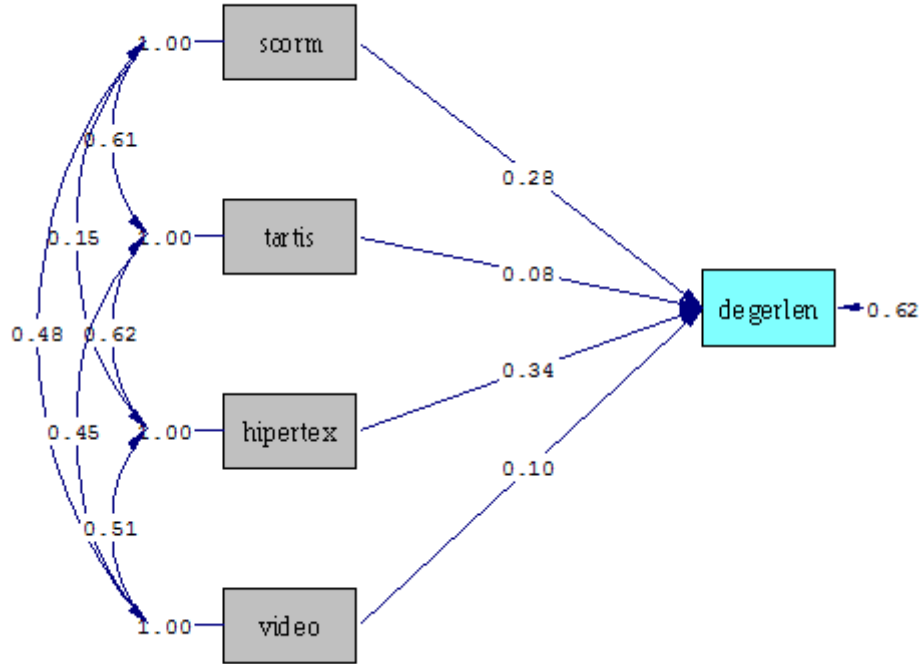 1.00 scorm
0.61
0.28
0.15
1.00 tartis
0.08
degerlen 0.62
0.48
0.62
0.34
0.45
1.00 hipertex
0.10
0.51
1.00 video